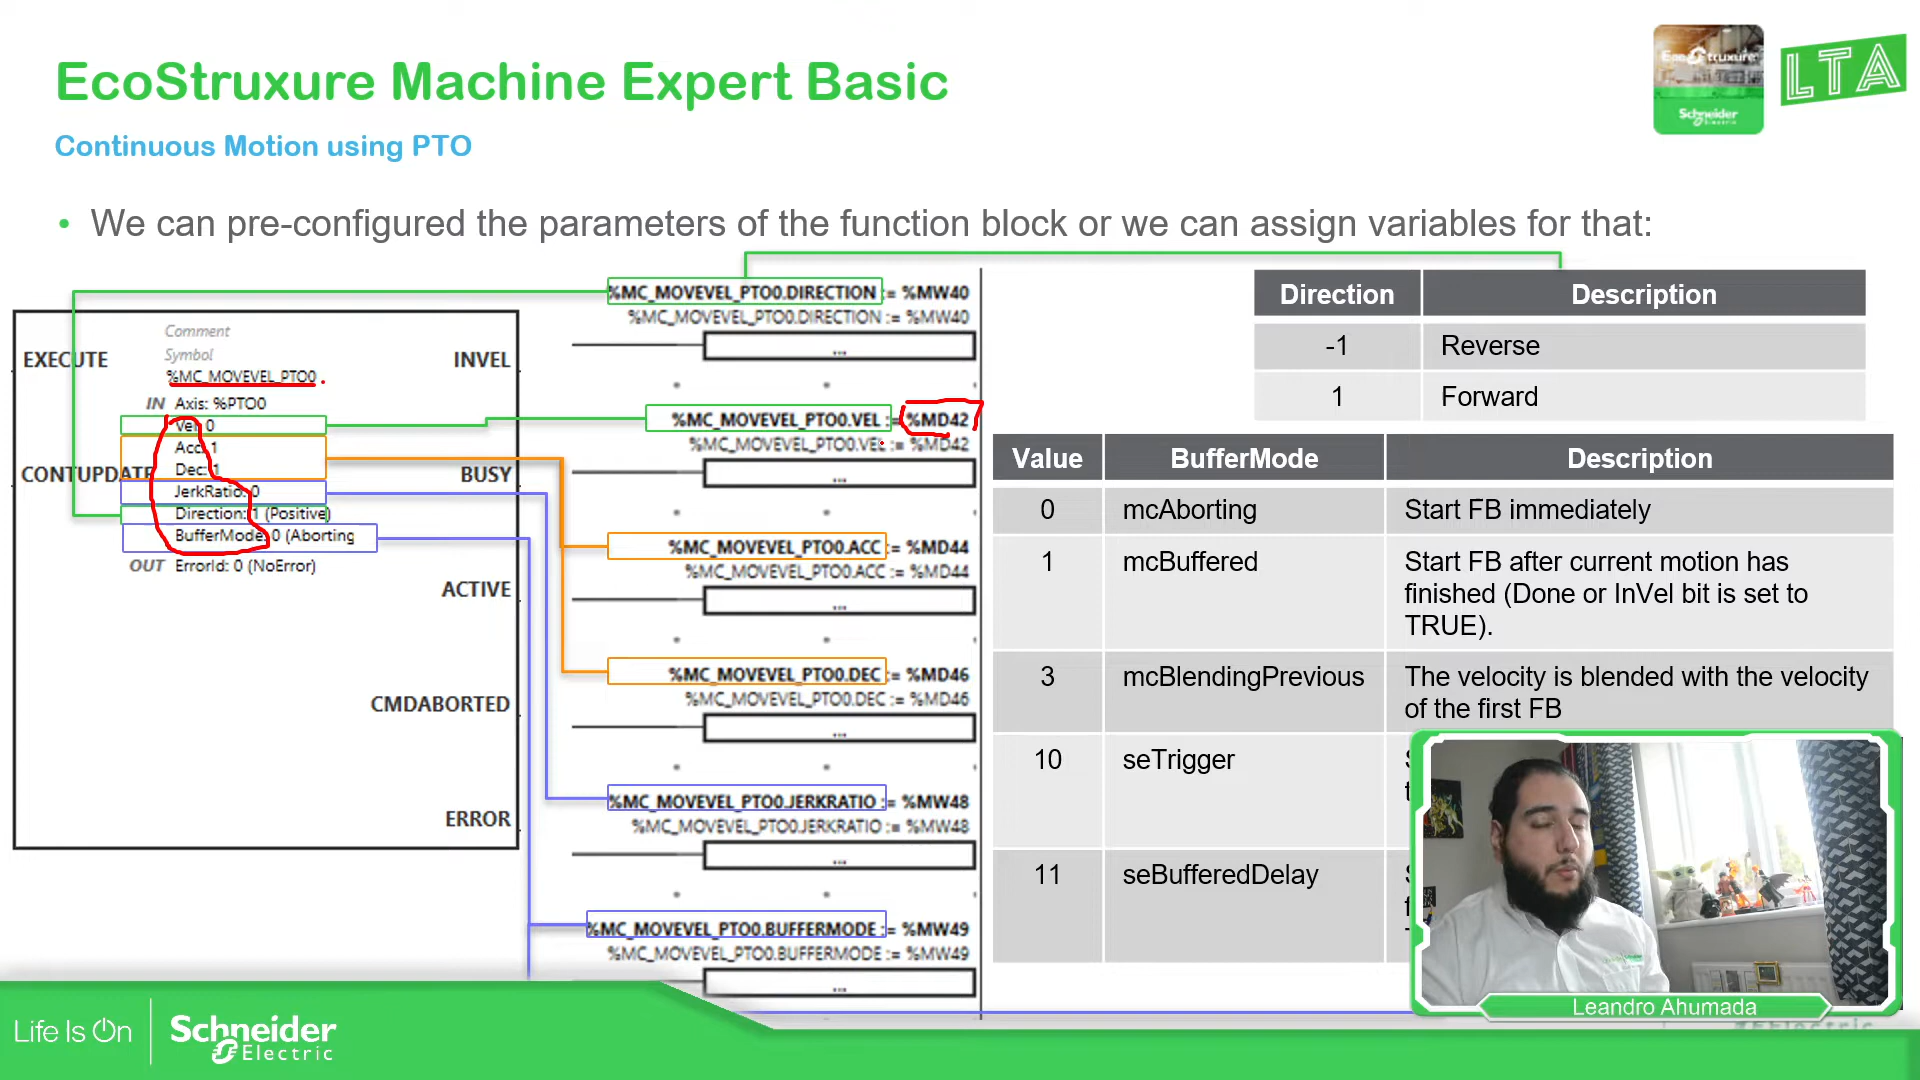 EcoStruxure Machine Expert Basic
Continuous Motion using PTO
EcoStruxure
Schneider
Electric
LTA
• We can pre-configured the parameters of the function block or we can assign variables for that:
Comment
Symbol
%MC_MOVEVEL_PTO0
EXECUTE
INVEL
IN Axis: %PTO0
Vel: 0
Acc: 1
Dec: 1
CONTUPDATE
BUSY
JerkRatio: 0
Direction: 1 (Positive)
BufferMode: 0 (Aborting
OUT ErrorId: 0 (NoError)
ACTIVE
CMDABORTED
ERROR
%MC_MOVEVEL_PTO0.DIRECTION := %MW40
%MC_MOVEVEL_PTO0.DIRECTION := %MW40
...
%MC_MOVEVEL_PTO0.VEL := %MD42
%MC_MOVEVEL_PTO0.VEL := %MD42
...
%MC_MOVEVEL_PTO0.ACC := %MD44
%MC_MOVEVEL_PTO0.ACC := %MD44
...
%MC_MOVEVEL_PTO0.DEC := %MD46
%MC_MOVEVEL_PTO0.DEC := %MD46
...
%MC_MOVEVEL_PTO0.JERKRATIO := %MW48
%MC_MOVEVEL_PTO0.JERKRATIO := %MW48
...
%MC_MOVEVEL_PTO0.BUFFERMODE := %MW49
%MC_MOVEVEL_PTO0.BUFFERMODE := %MW49
...
Direction Description
-1 Reverse
1 Forward
Value BufferMode Description
0 mcAborting Start FB immediately
1 mcBuffered Start FB after current motion has
finished (Done or InVel bit is set to
TRUE).
3 mcBlendingPrevious The velocity is blended with the velocity
of the first FB
10 seTrigger
11 seBufferedDelay
Leandro Ahumada
Life Is On
Schneider
Electric